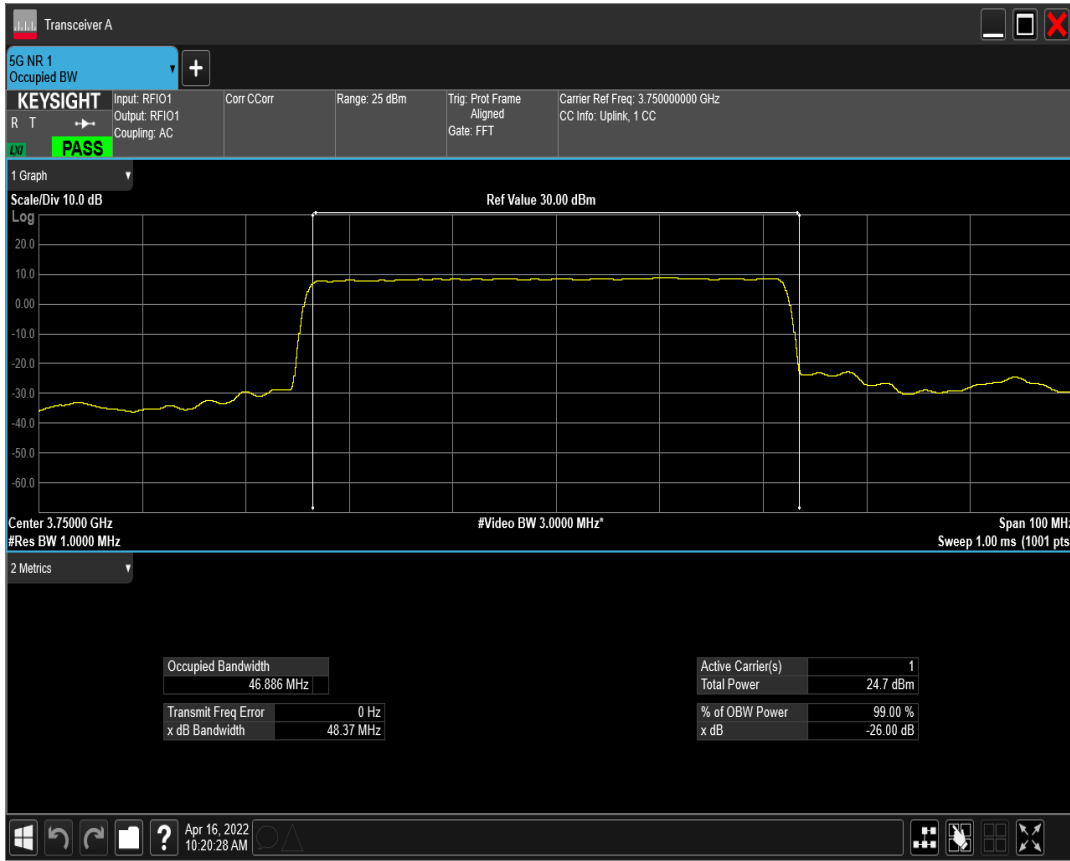 Transceiver A
5G NR 1
Occupied BW
KEYSIGHT
R T
LXI
PASS
Input: RFIO1
Output: RFIO1
Coupling: AC
Corr CCorr
Range: 25 dBm
Trig: Prot Frame
Aligned
Gate: FFT
Carrier Ref Freq: 3.750000000 GHz
CC Info: Uplink, 1 CC
1 Graph
Scale/Div 10.0 dB
Ref Value 30.00 dBm
Log
20.0
10.0
0.00
-10.0
-20.0
-30.0
-40.0
-50.0
-60.0
Center 3.75000 GHz
#Video BW 3.0000 MHz*
Span 100 MHz
#Res BW 1.0000 MHz
Sweep 1.00 ms (1001 pts
2 Metrics
Occupied Bandwidth
46.886 MHz
Transmit Freq Error 0 Hz
x dB Bandwidth 48.37 MHz
Active Carrier(s) 1
Total Power 24.7 dBm
% of OBW Power 99.00 %
x dB -26.00 dB
?
Apr 16, 2022
10:20:28 AM